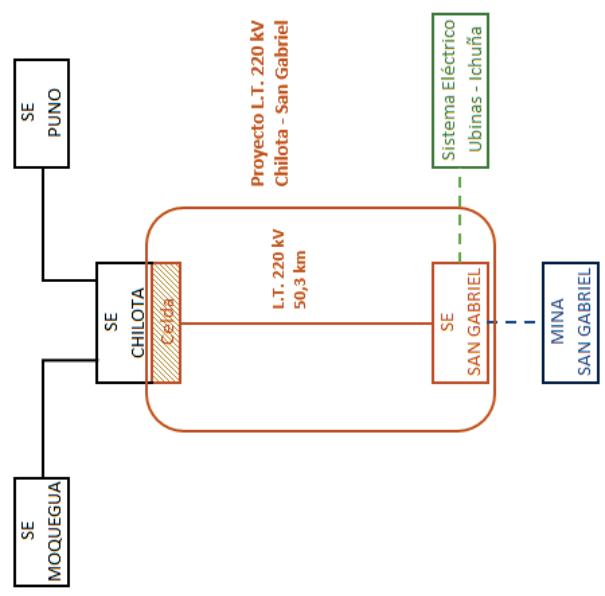 SE
MOQUEGUA
SE
PUNO
SE
CHILOTA
Celda
Proyecto L.T. 220 kV
Chilota - San Gabriel
L.T. 220 kV
50,3 km
SE
SAN GABRIEL
Sistema Eléctrico
Ubinas - Ichuña
MINA
SAN GABRIEL